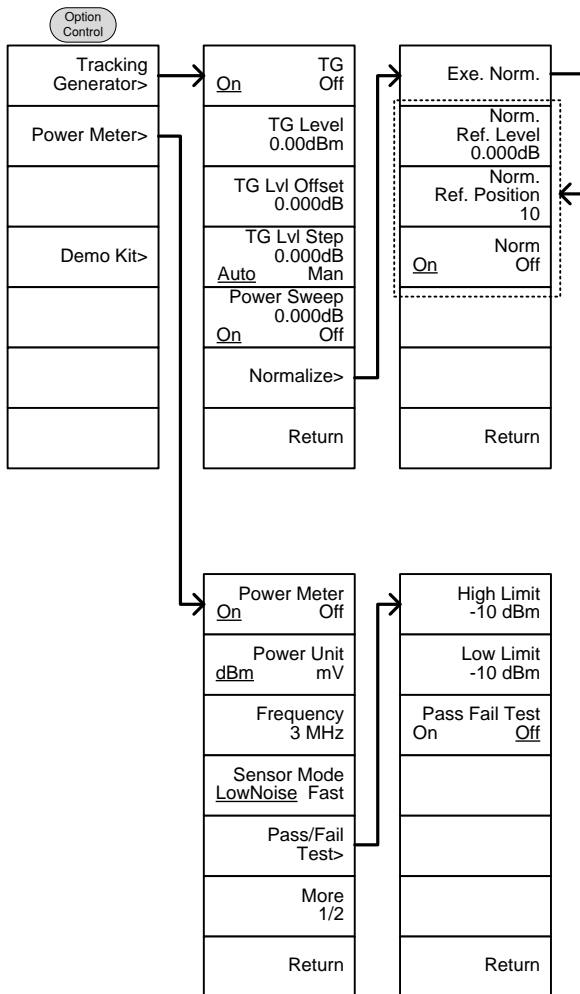 Option
Control
Tracking
Generator>
Power Meter>
Demo Kit>
TG
On Off
TG Level
0.00dBm
TG Lvl Offset
0.000dB
TG Lvl Step
0.000dB
Auto Man
Power Sweep
0.000dB
On Off
Normalize>
Return
Exe. Norm.
Norm.
Ref. Level
0.000dB
Norm.
Ref. Position
10
Norm
On Off
Return
Power Meter
On Off
Power Unit
dBm mV
Frequency
3 MHz
Sensor Mode
LowNoise Fast
Pass/Fail
Test>
More
1/2
Return
High Limit
-10 dBm
Low Limit
-10 dBm
Pass Fail Test
On Off
Return